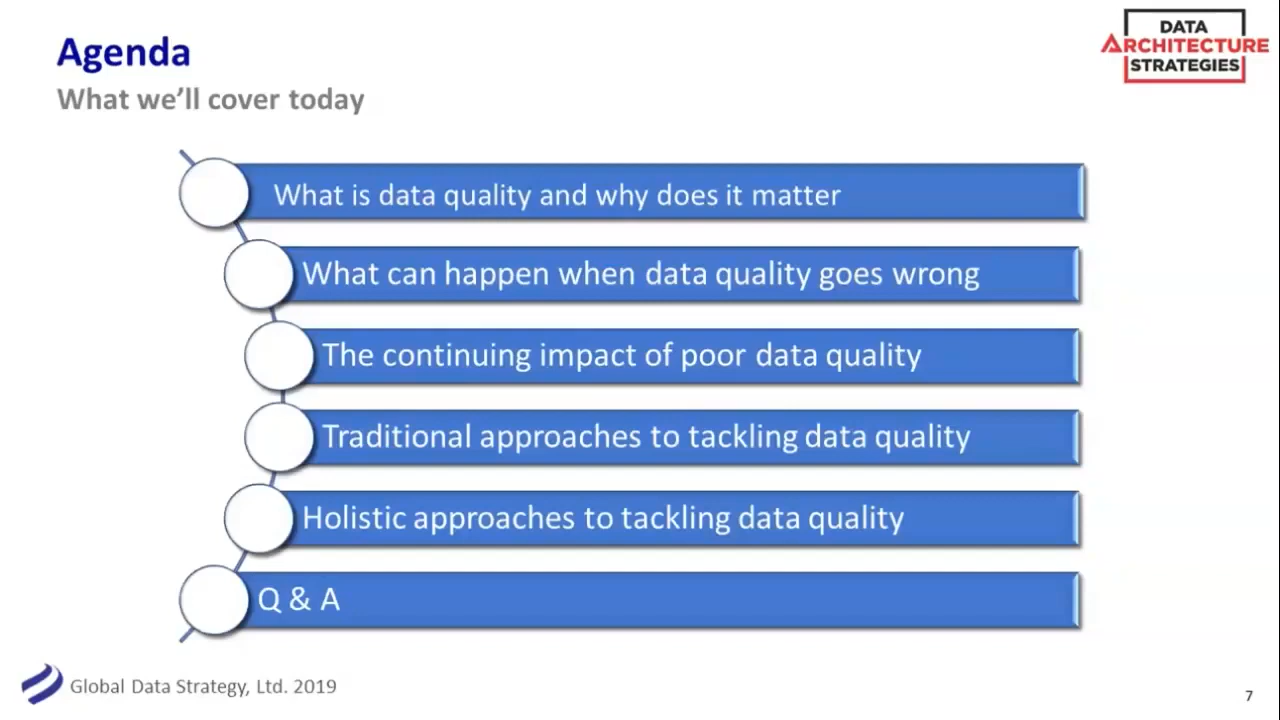 Agenda
What we'll cover today
DATA
ARCHITECTURE
STRATEGIES
What is data quality and why does it matter
What can happen when data quality goes wrong
The continuing impact of poor data quality
Traditional approaches to tackling data quality
Holistic approaches to tackling data quality
Q & A
Global Data Strategy, Ltd. 2019
7